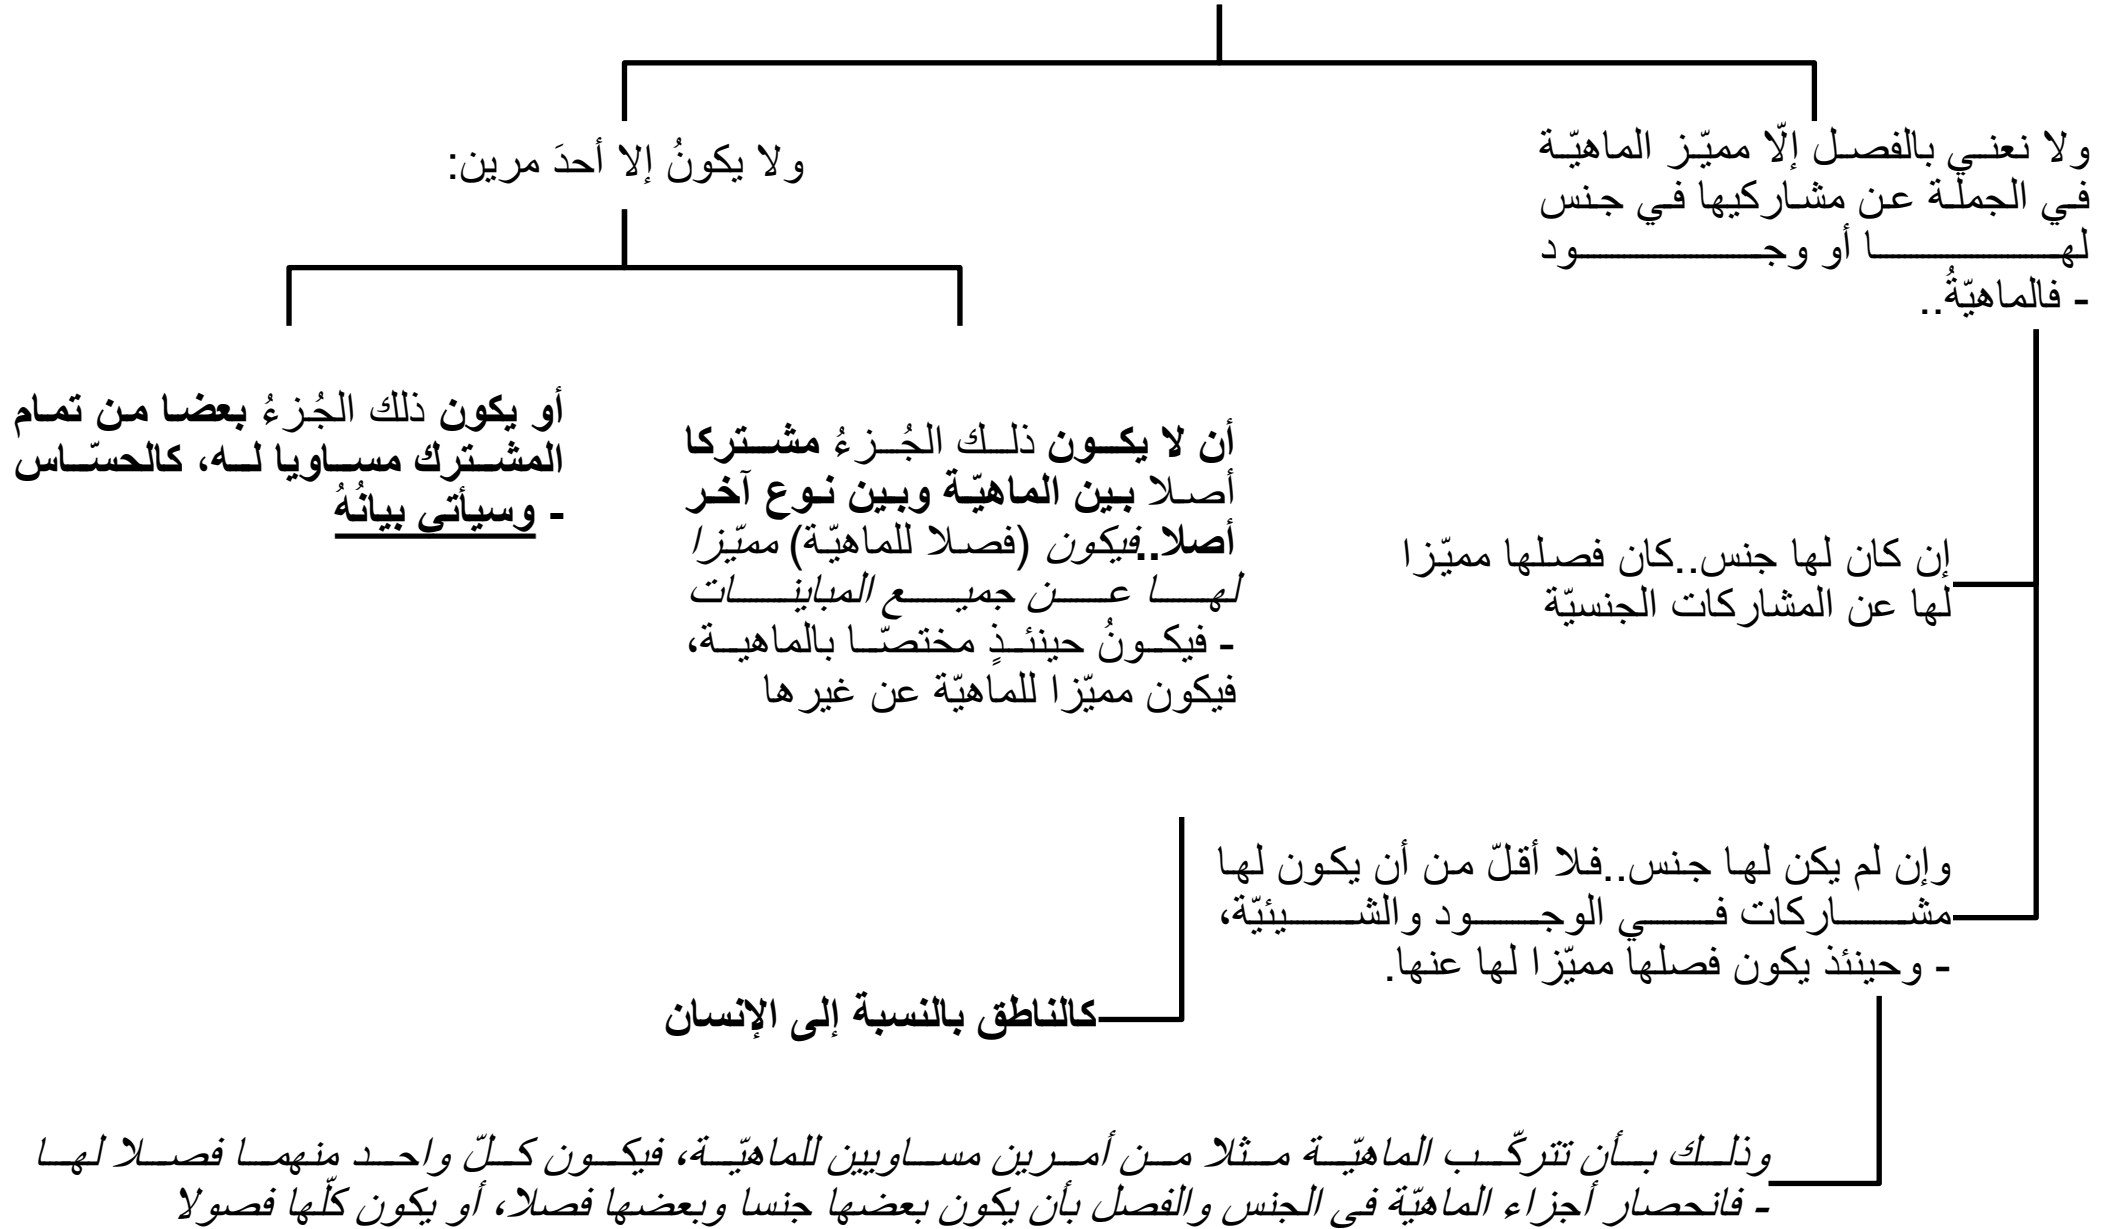 ولا نعني بالفصل إلّا مميّز الماهيّة
في الجملة عن مشاركيها في جنس
لها أو وجود
- فالماهيّةُ..
إن كان لها جنس..كان فصلها مميّزا
لها عن المشاركات الجنسيّة
وإن لم يكن لها جنس..فلا أقلّ من أن يكون لها
مشاركات في الوجود والشيئيّة،
- وحينئذ يكون فصلها مميّزا لها عنها.
وذلك بأن تتركّب الماهيّة مثلا من أمرين مساويين للماهيّة، فيكون كلّ واحد منهما فصلا لها
- فانحصار أجزاء الماهيّة في الجنس والفصل بأن يكون بعضها جنسا وبعضها فصلا، أو يكون كلّها فصولا
ولا يكونُ إلا أحدَ مرين:
أن لا يكون ذلك الجُزءُ مشتركا
أصلا بين الماهيّة وبين نوع آخر
أصلا..فيكون (فصلا للماهيّة) مميّزا
لها عن جميع المباينات
- فيكونُ حينئذٍ مختصّا بالماهية،
فيكون مميّزا للماهيّة عن غيرها
كالناطق بالنسبة إلى الإنسان
أو يكون ذلك الجُزءُ بعضا من تمام
المشترك مساويا له، كالحسّاس
- وسيأتي بيانُهُ